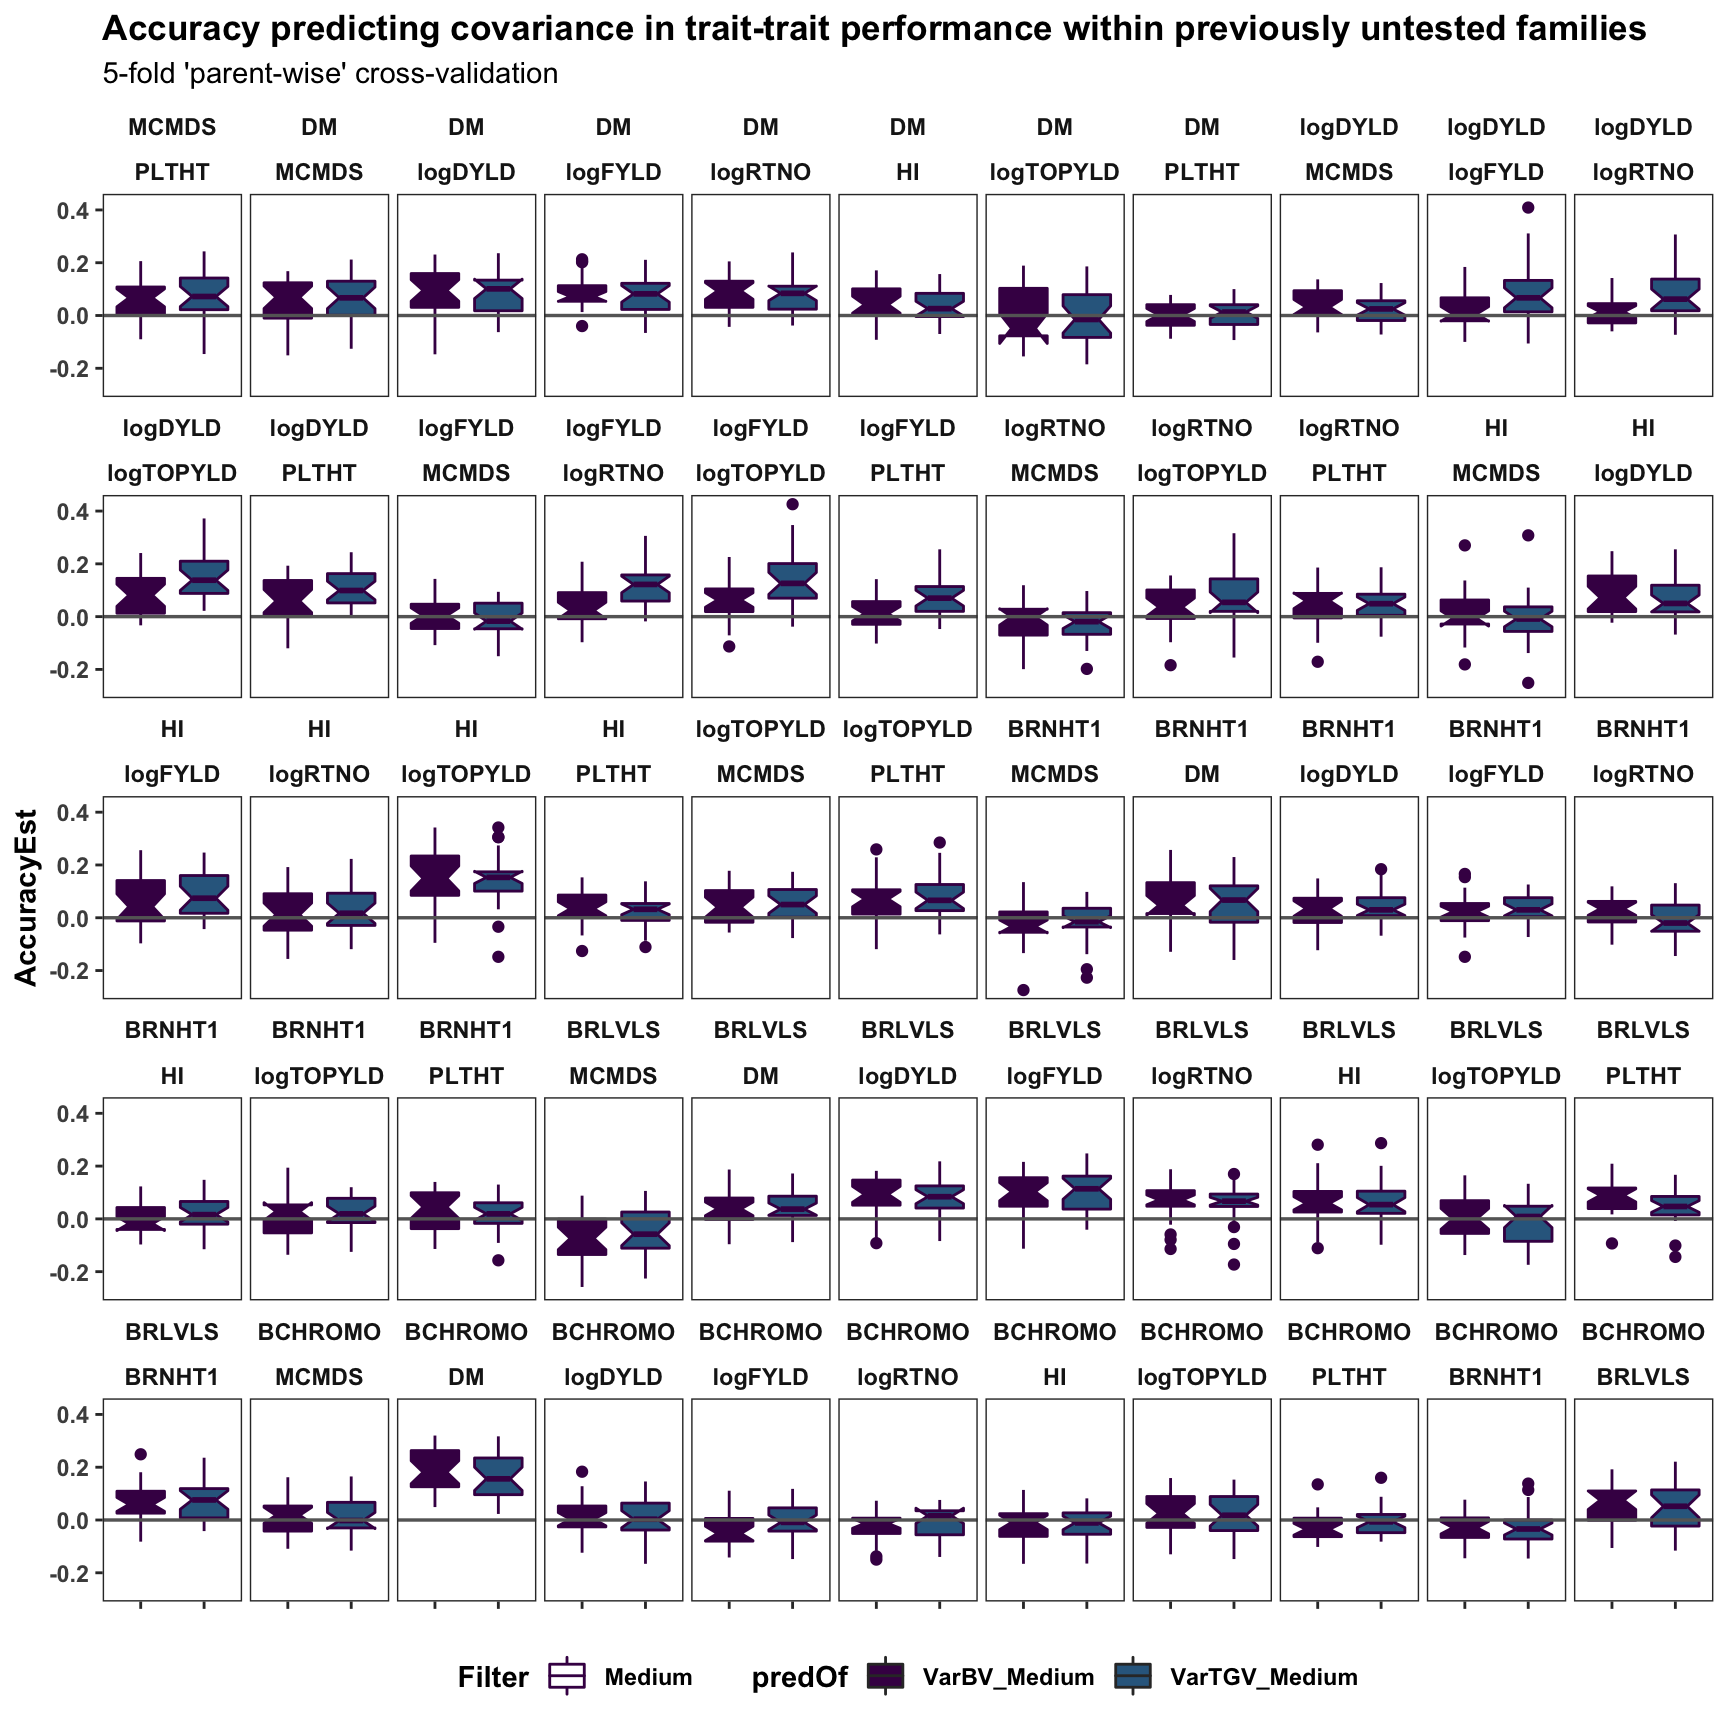 Accuracy predicting covariance in trait-trait performance within previously untested families
5-fold 'parent-wise' cross-validation
MCMDS DM DM DM DM DM DM DM logDYLD logDYLD logDYLD
PLTHT MCMDS logDYLD logFYLD logRTNO HI logTOPYLD PLTHT MCMDS logFYLD logRTNO
0.4
0.2
0.0
-0.2
logDYLD logDYLD logFYLD logFYLD logFYLD logFYLD logRTNO logRTNO logRTNO HI HI
logTOPYLD PLTHT MCMDS logRTNO logTOPYLD PLTHT MCMDS logTOPYLD PLTHT MCMDS logDYLD
0.4
0.2
0.0
-0.2
HI HI HI HI logTOPYLD logTOPYLD BRNHT1 BRNHT1 BRNHT1 BRNHT1 BRNHT1
logFYLD logRTNO logTOPYLD PLTHT MCMDS PLTHT MCMDS DM logDYLD logFYLD logRTNO
0.4
0.2
0.0
-0.2
AccuracyEst
BRNHT1 BRNHT1 BRNHT1 BRLVLS BRLVLS BRLVLS BRLVLS BRLVLS BRLVLS BRLVLS BRLVLS
HI logTOPYLD PLTHT MCMDS DM logDYLD logFYLD logRTNO HI logTOPYLD PLTHT
0.4
0.2
0.0
-0.2
BRLVLS BCHROMO BCHROMO BCHROMO BCHROMO BCHROMO BCHROMO BCHROMO BCHROMO BCHROMO BCHROMO
BRNHT1 MCMDS DM logDYLD logFYLD logRTNO HI logTOPYLD PLTHT BRNHT1 BRLVLS
0.4
0.2
0.0
-0.2
Filter Medium predOf VarBV_Medium VarTGV_Medium